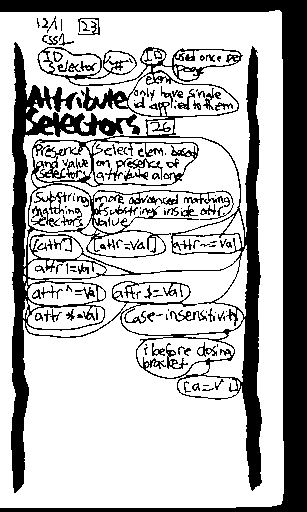 12/11 23
CSS1
ID selector "#" ID used once per page
elem only have single id applied to them
Attribute
Selectors 26
Presence and value selectors Select elem. based on presence of attribute alone
Substring matching selectors more advanced matching of substrings inside attr value
[attr] [attr=val] attr~=val
attr|=val
attr^=val attr$=val
attr*=val Case-insensitivity
i before closing
bracket